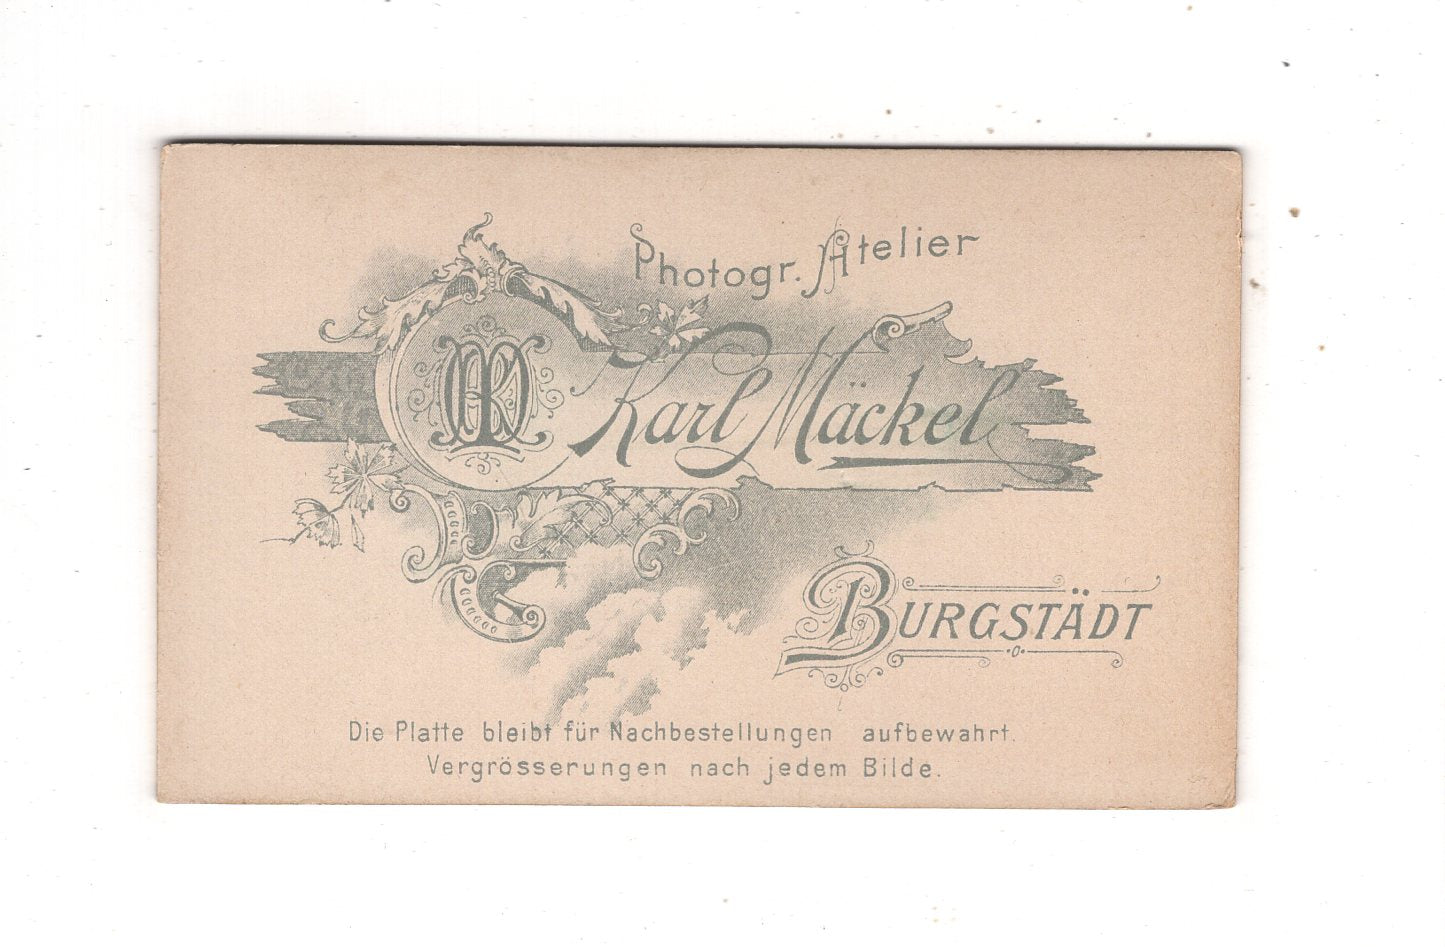 Photogr. Atelier
Karl Mäckel
BURGSTÄDT
Die Platte bleibt für Nachbestellungen aufbewahrt.
Vergrösserungen nach jedem Bilde.